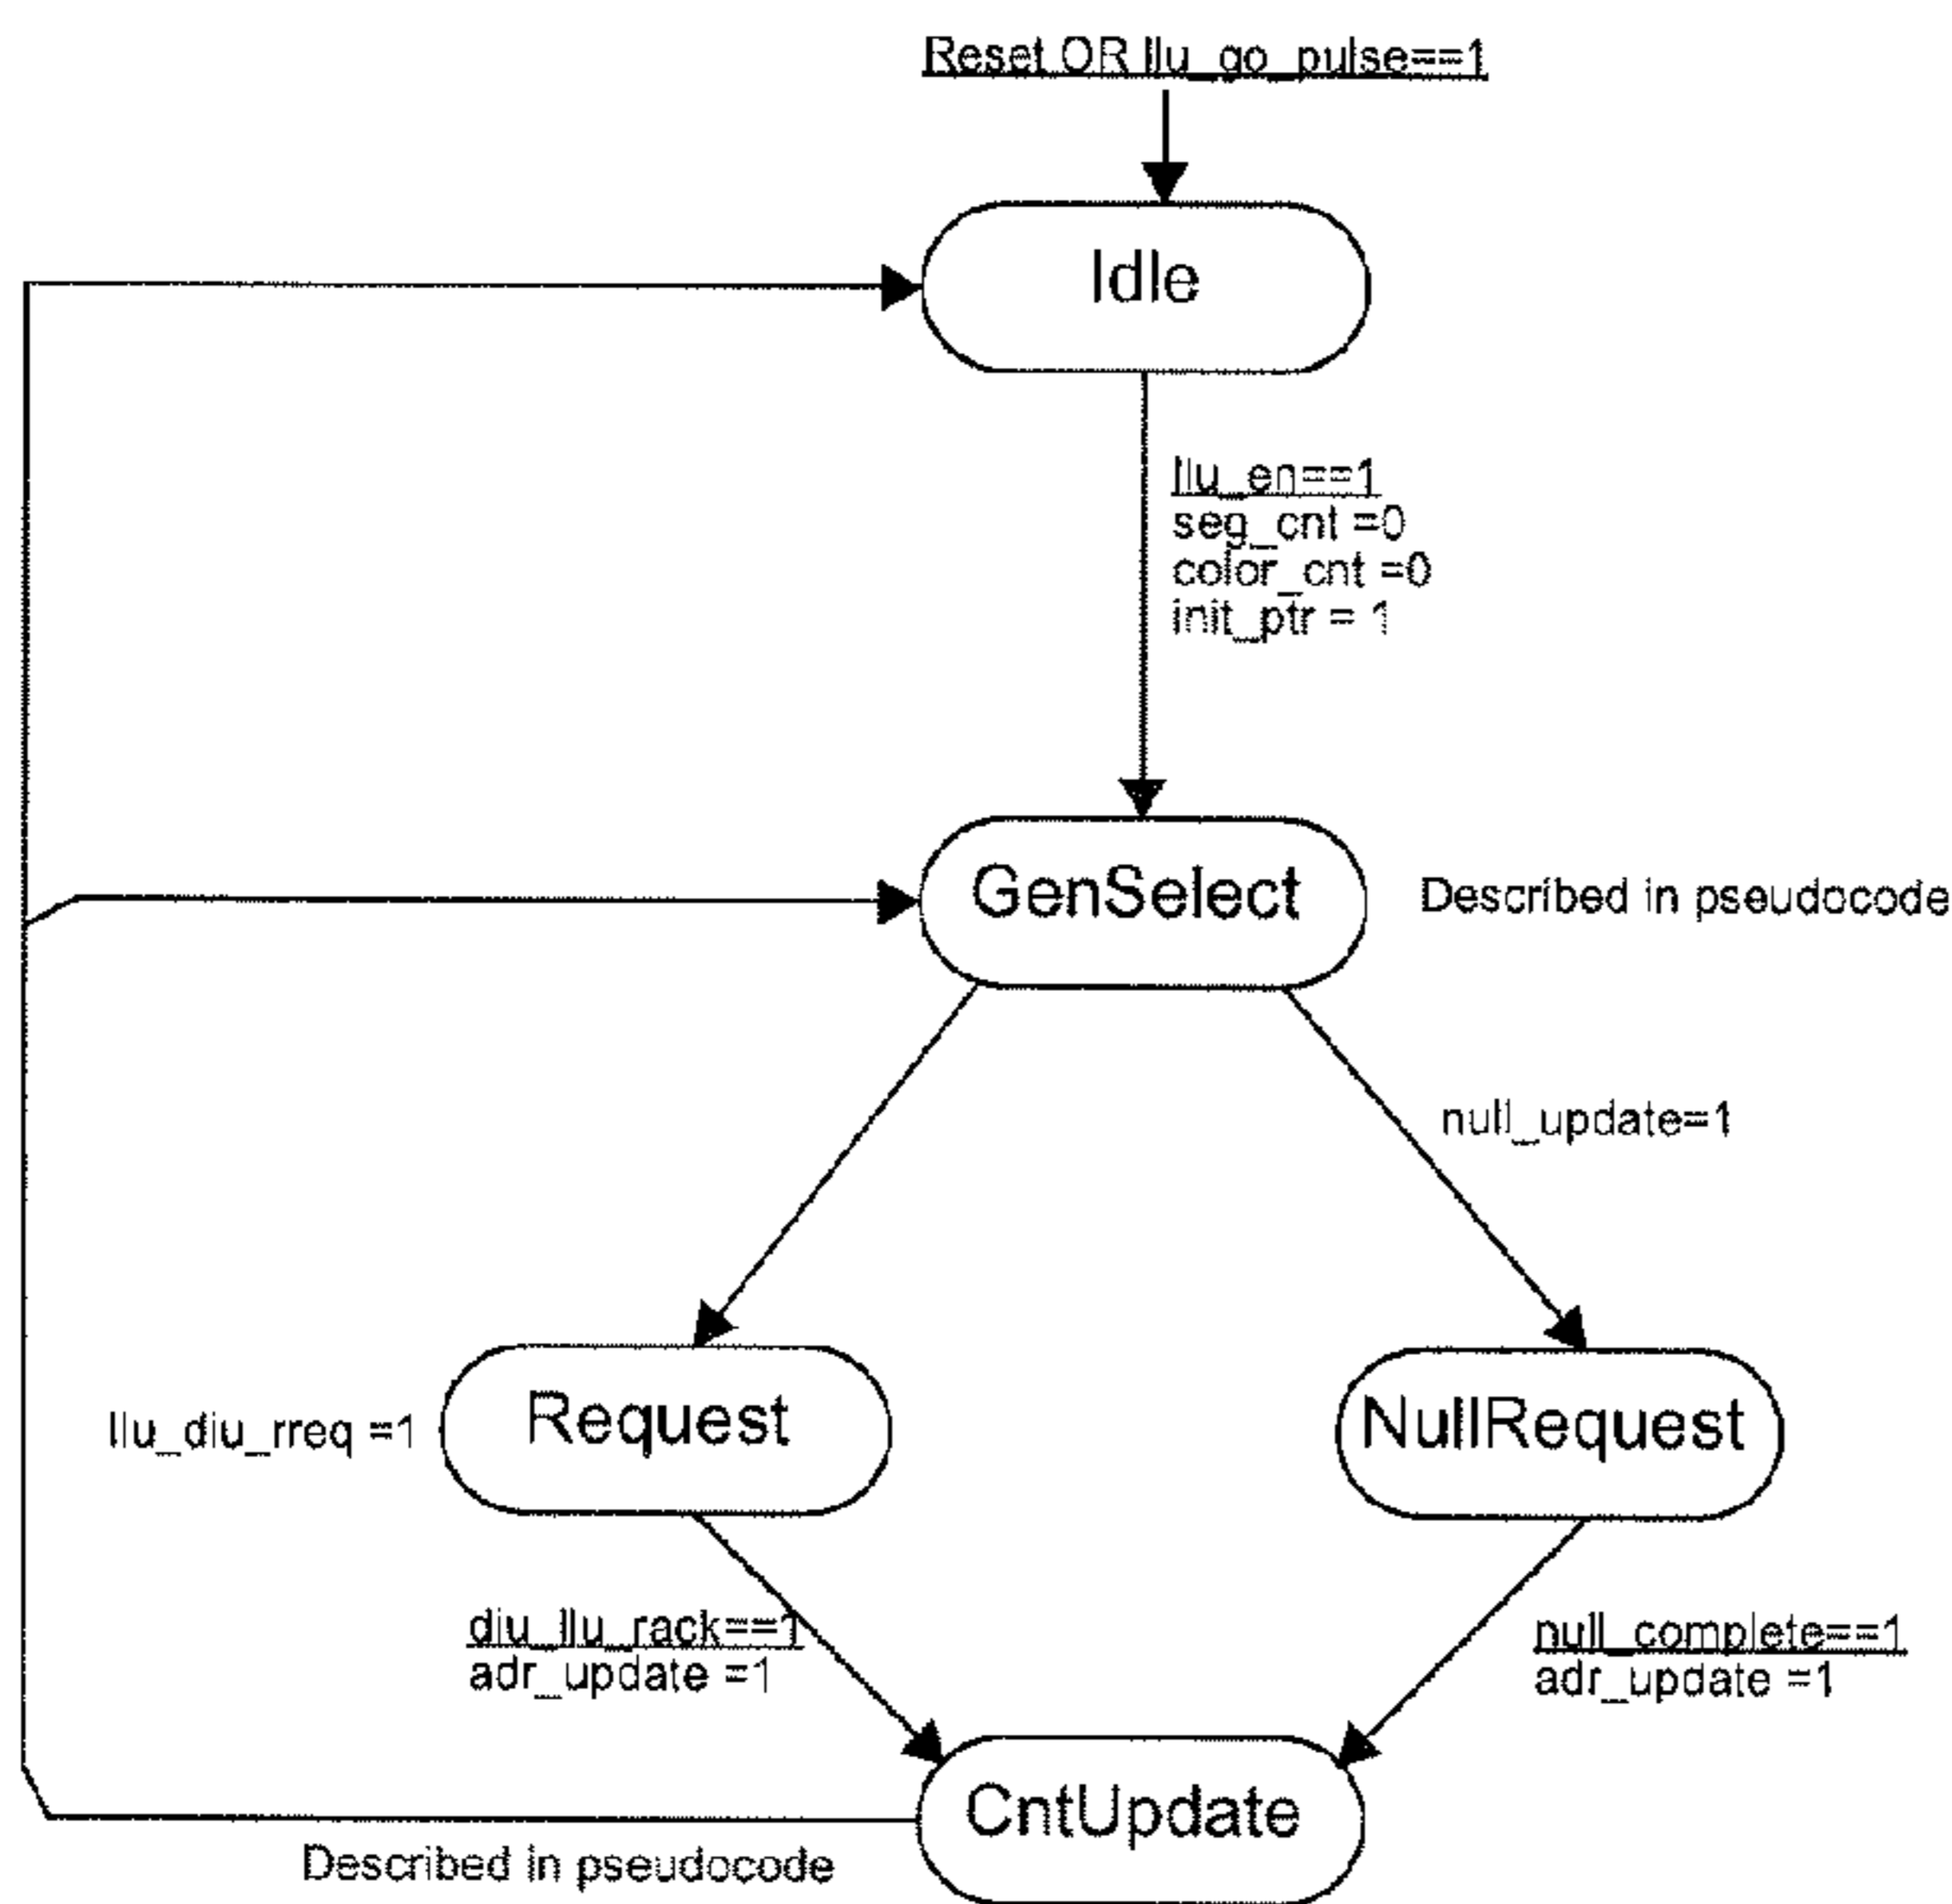 Reset OR llu_go_pulse==1
Idle
llu_en==1
seg_cnt =0
color_cnt =0
init_ptr = 1
GenSelect
Described in pseudocode
null_update=1
llu_diu_rreq =1
Request
NullRequest
diu_llu_rack==1
adr_update =1
null_complete==1
adr_update =1
CntUpdate
Described in pseudocode